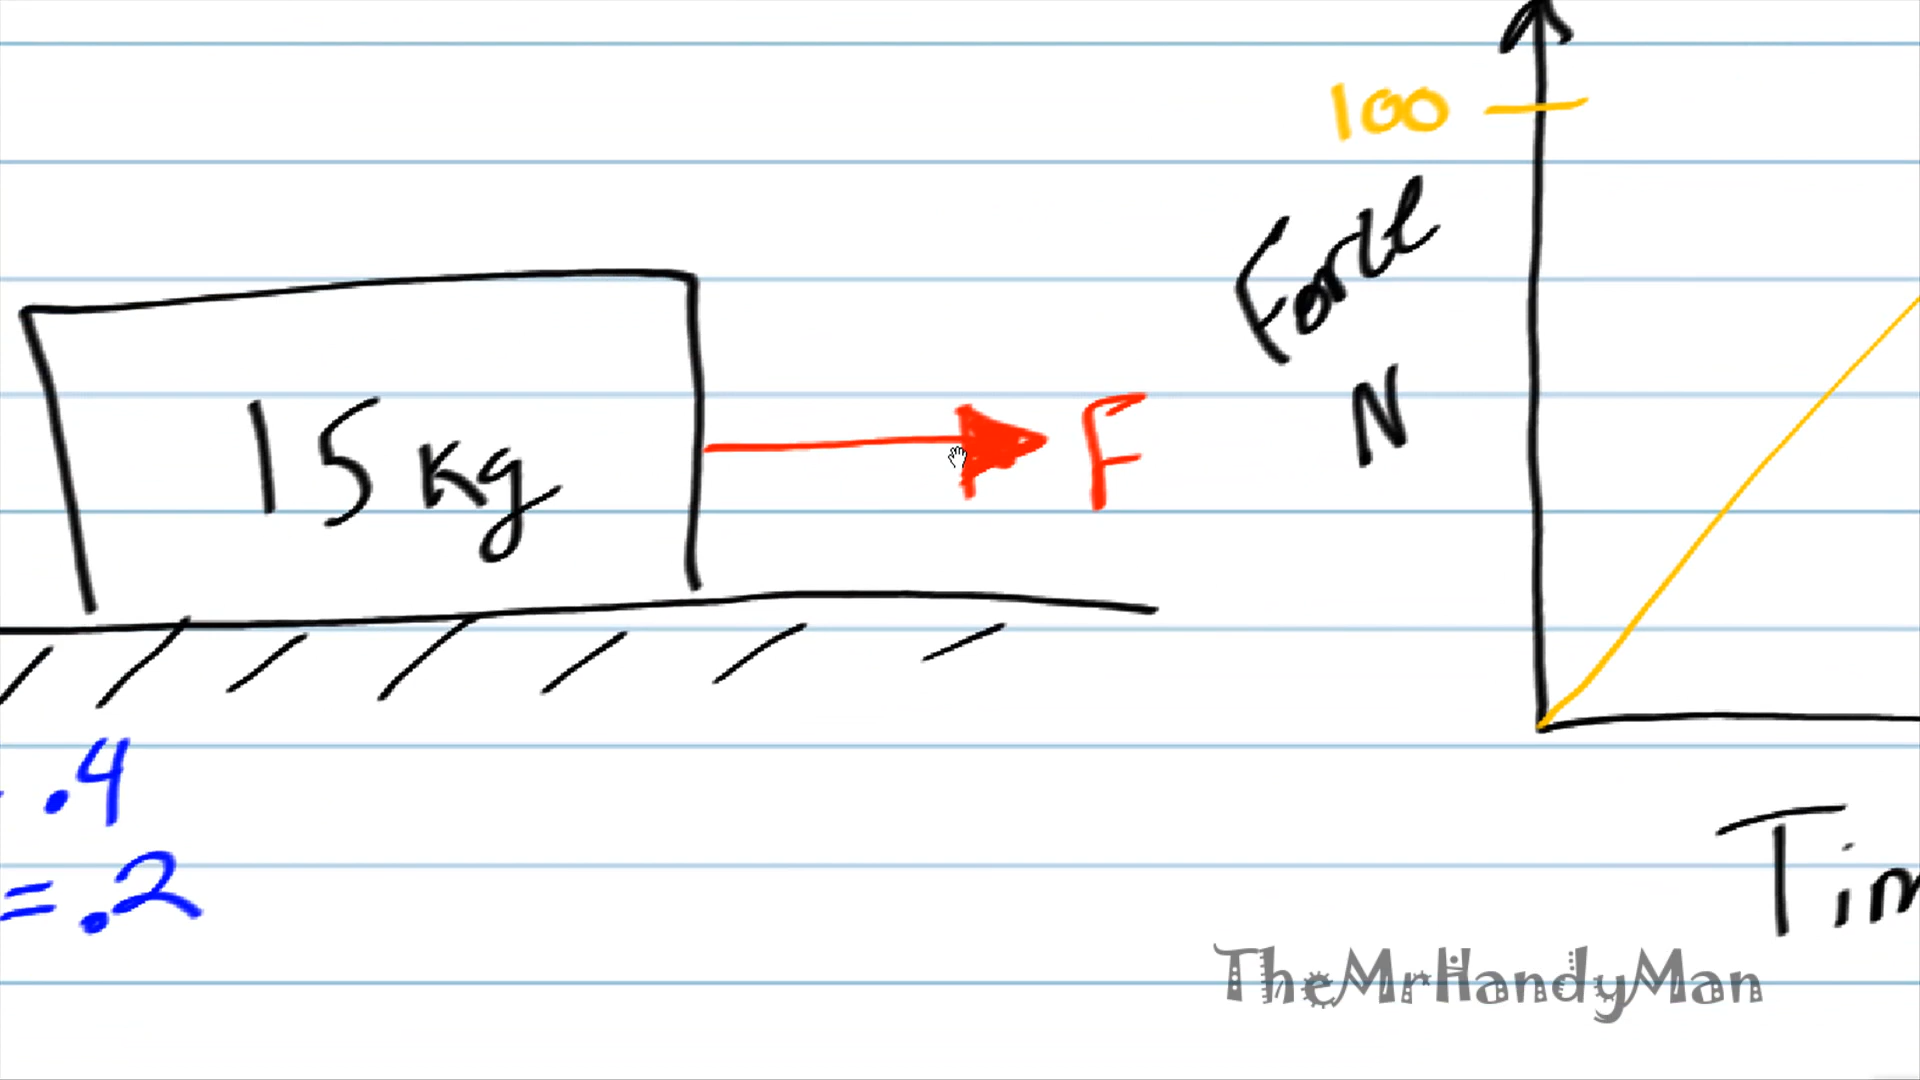 100
Force
N
15 kg
F
.4
= .2
Tim
TheMrHandyMan